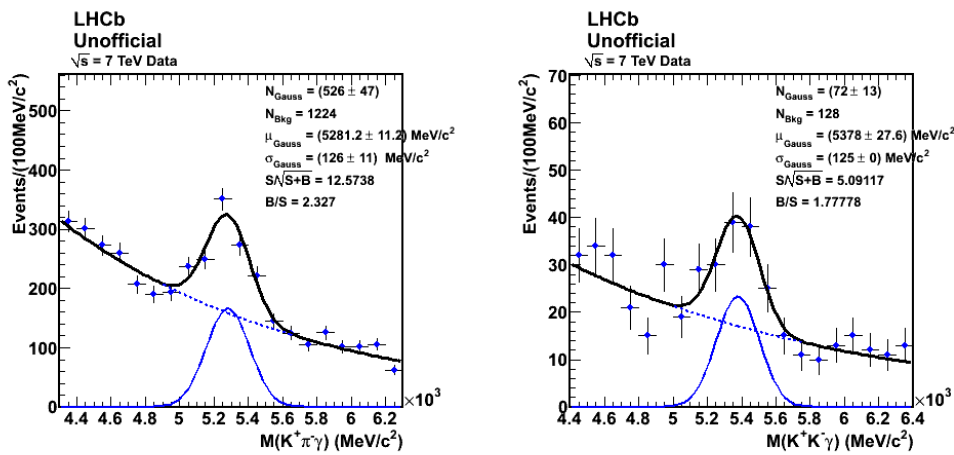 LHCb
Unofficial
√s = 7 TeV Data
Events/(100MeV/c²)
500
400
300
200
100
0
N_Gauss = (526 ± 47)
N_Bkg = 1224
μ_Gauss = (5281.2 ± 11.2) MeV/c²
σ_Gauss = (126 ± 11) MeV/c²
S/√S+B = 12.5738
B/S = 2.327
4.4 4.6 4.8 5 5.2 5.4 5.6 5.8 6 6.2
×10³
M(K⁺π⁻γ) (MeV/c²)
LHCb
Unofficial
√s = 7 TeV Data
Events/(100MeV/c²)
70
60
50
40
30
20
10
0
N_Gauss = (72 ± 13)
N_Bkg = 128
μ_Gauss = (5378 ± 27.6) MeV/c²
σ_Gauss = (125 ± 0) MeV/c²
S/√S+B = 5.09117
B/S = 1.77778
4.4 4.6 4.8 5 5.2 5.4 5.6 5.8 6 6.2 6.4
×10³
M(K⁺K⁻γ) (MeV/c²)